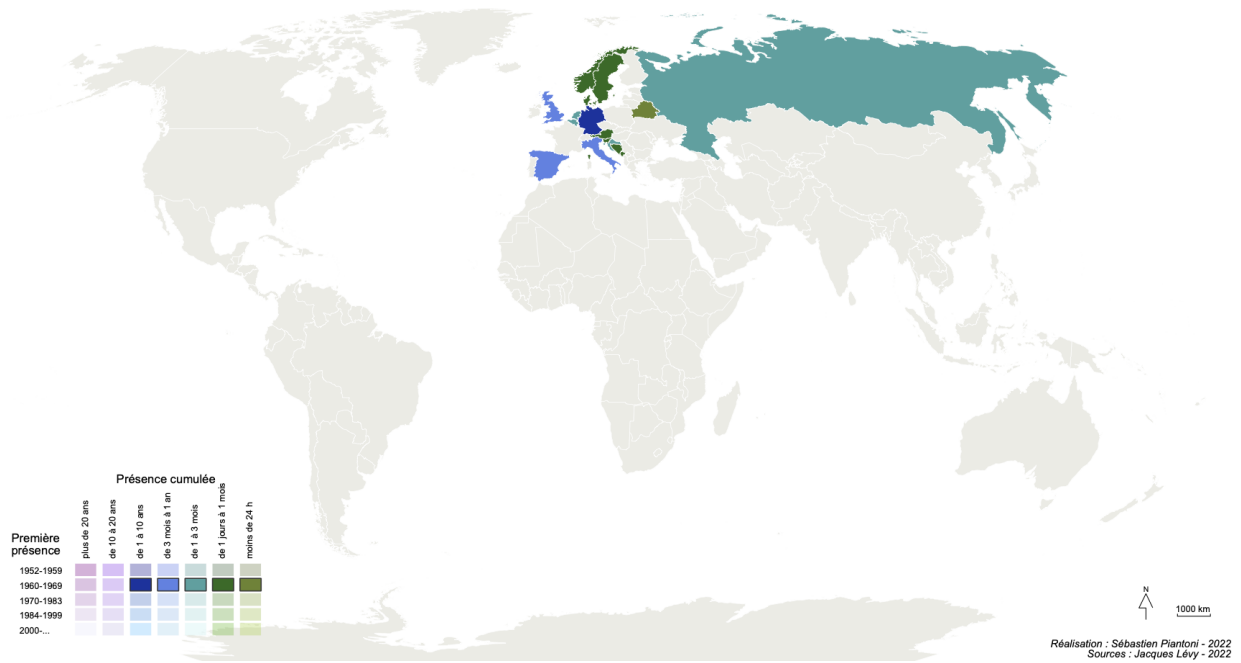 Présence cumulée
plus de 20 ans
de 10 à 20 ans
de 1 à 10 ans
de 3 mois à 1 an
de 1 à 3 mois
de 1 jours à 1 mois
moins de 24 h
Première
présence
1952-1959
1960-1969
1970-1983
1984-1999
2000-...
N
1000 km
Réalisation : Sébastien Piantoni - 2022
Sources : Jacques Lévy - 2022